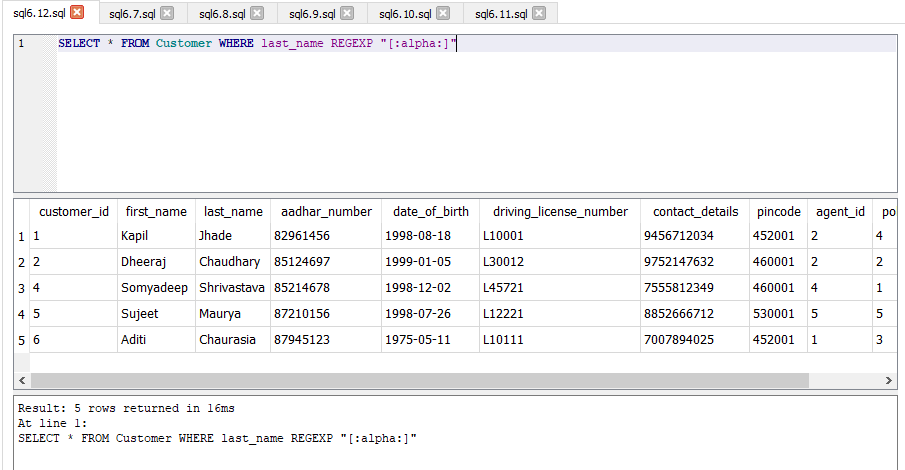 sql6.12.sql sql6.7.sql sql6.8.sql sql6.9.sql sql6.10.sql sql6.11.sql
1 SELECT * FROM Customer WHERE last_name REGEXP "[:alpha:]"
customer_id first_name last_name aadhar_number date_of_birth driving_license_number contact_details pincode agent_id po
1 1 Kapil Jhade 82961456 1998-08-18 L10001 9456712034 452001 2 4
2 2 Dheeraj Chaudhary 85124697 1999-01-05 L30012 9752147632 460001 2 2
3 4 Somyadeep Shrivastava 85214678 1998-12-02 L45721 7555812349 460001 4 1
4 5 Sujeet Maurya 87210156 1998-07-26 L12221 8852666712 530001 5 5
5 6 Aditi Chaurasia 87945123 1975-05-11 L10111 7007894025 452001 1 3
Result: 5 rows returned in 16ms
At line 1:
SELECT * FROM Customer WHERE last_name REGEXP "[:alpha:]"